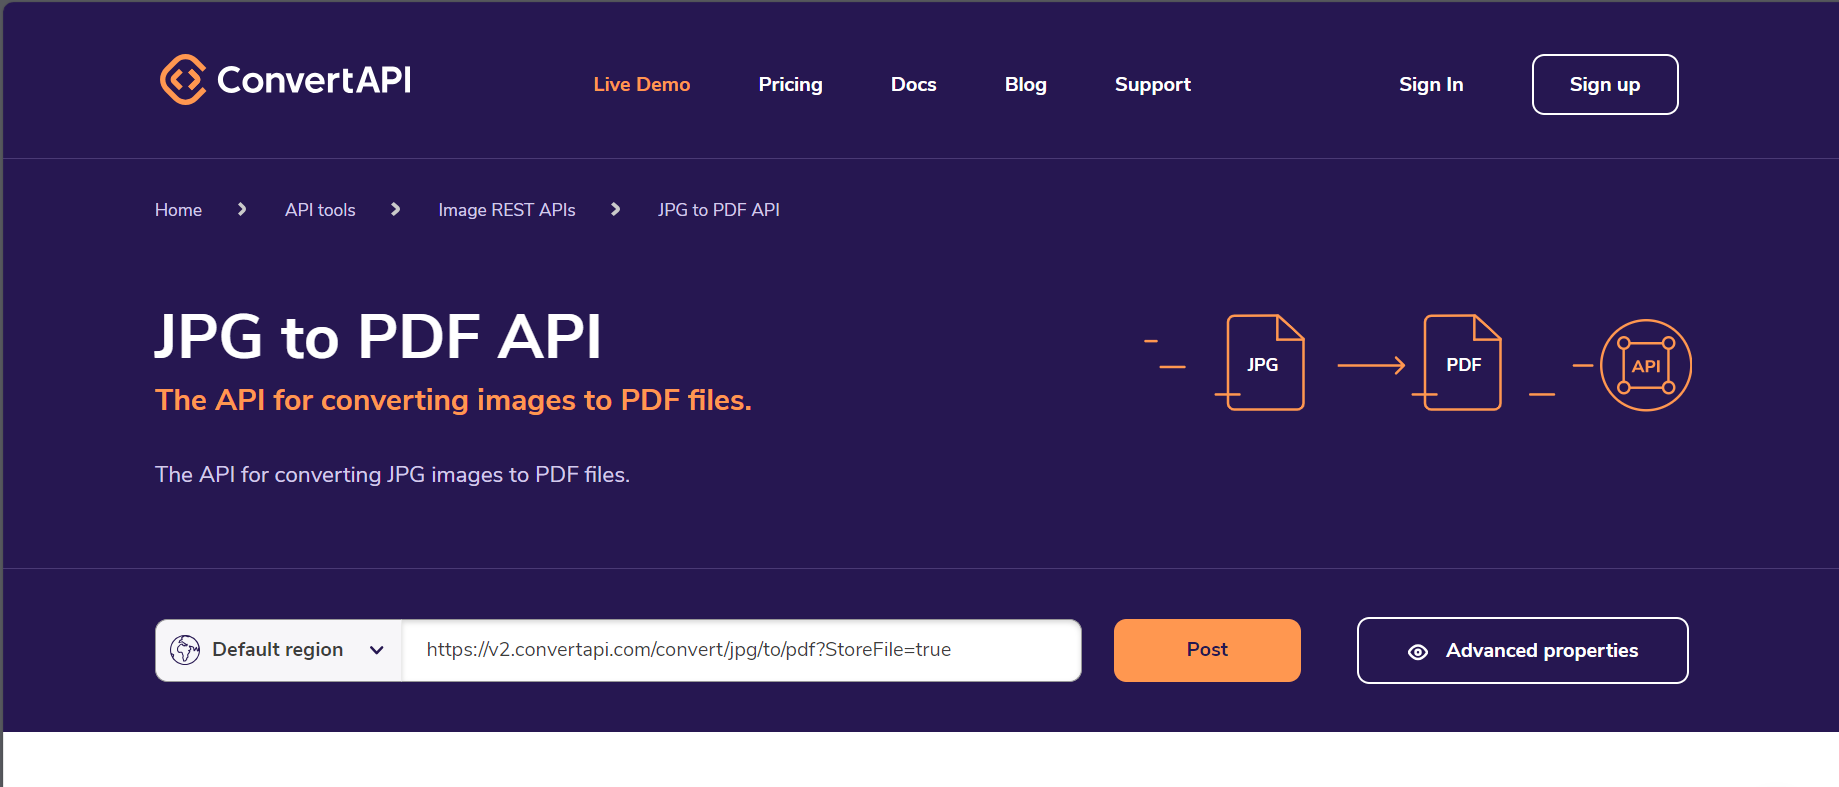 ConvertAPI Live Demo Pricing Docs Blog Support Sign In Sign up
Home API tools Image REST APIs JPG to PDF API
JPG to PDF API
The API for converting images to PDF files.
The API for converting JPG images to PDF files.
JPG PDF API
Default region https://v2.convertapi.com/convert/jpg/to/pdf?StoreFile=true Post Advanced properties